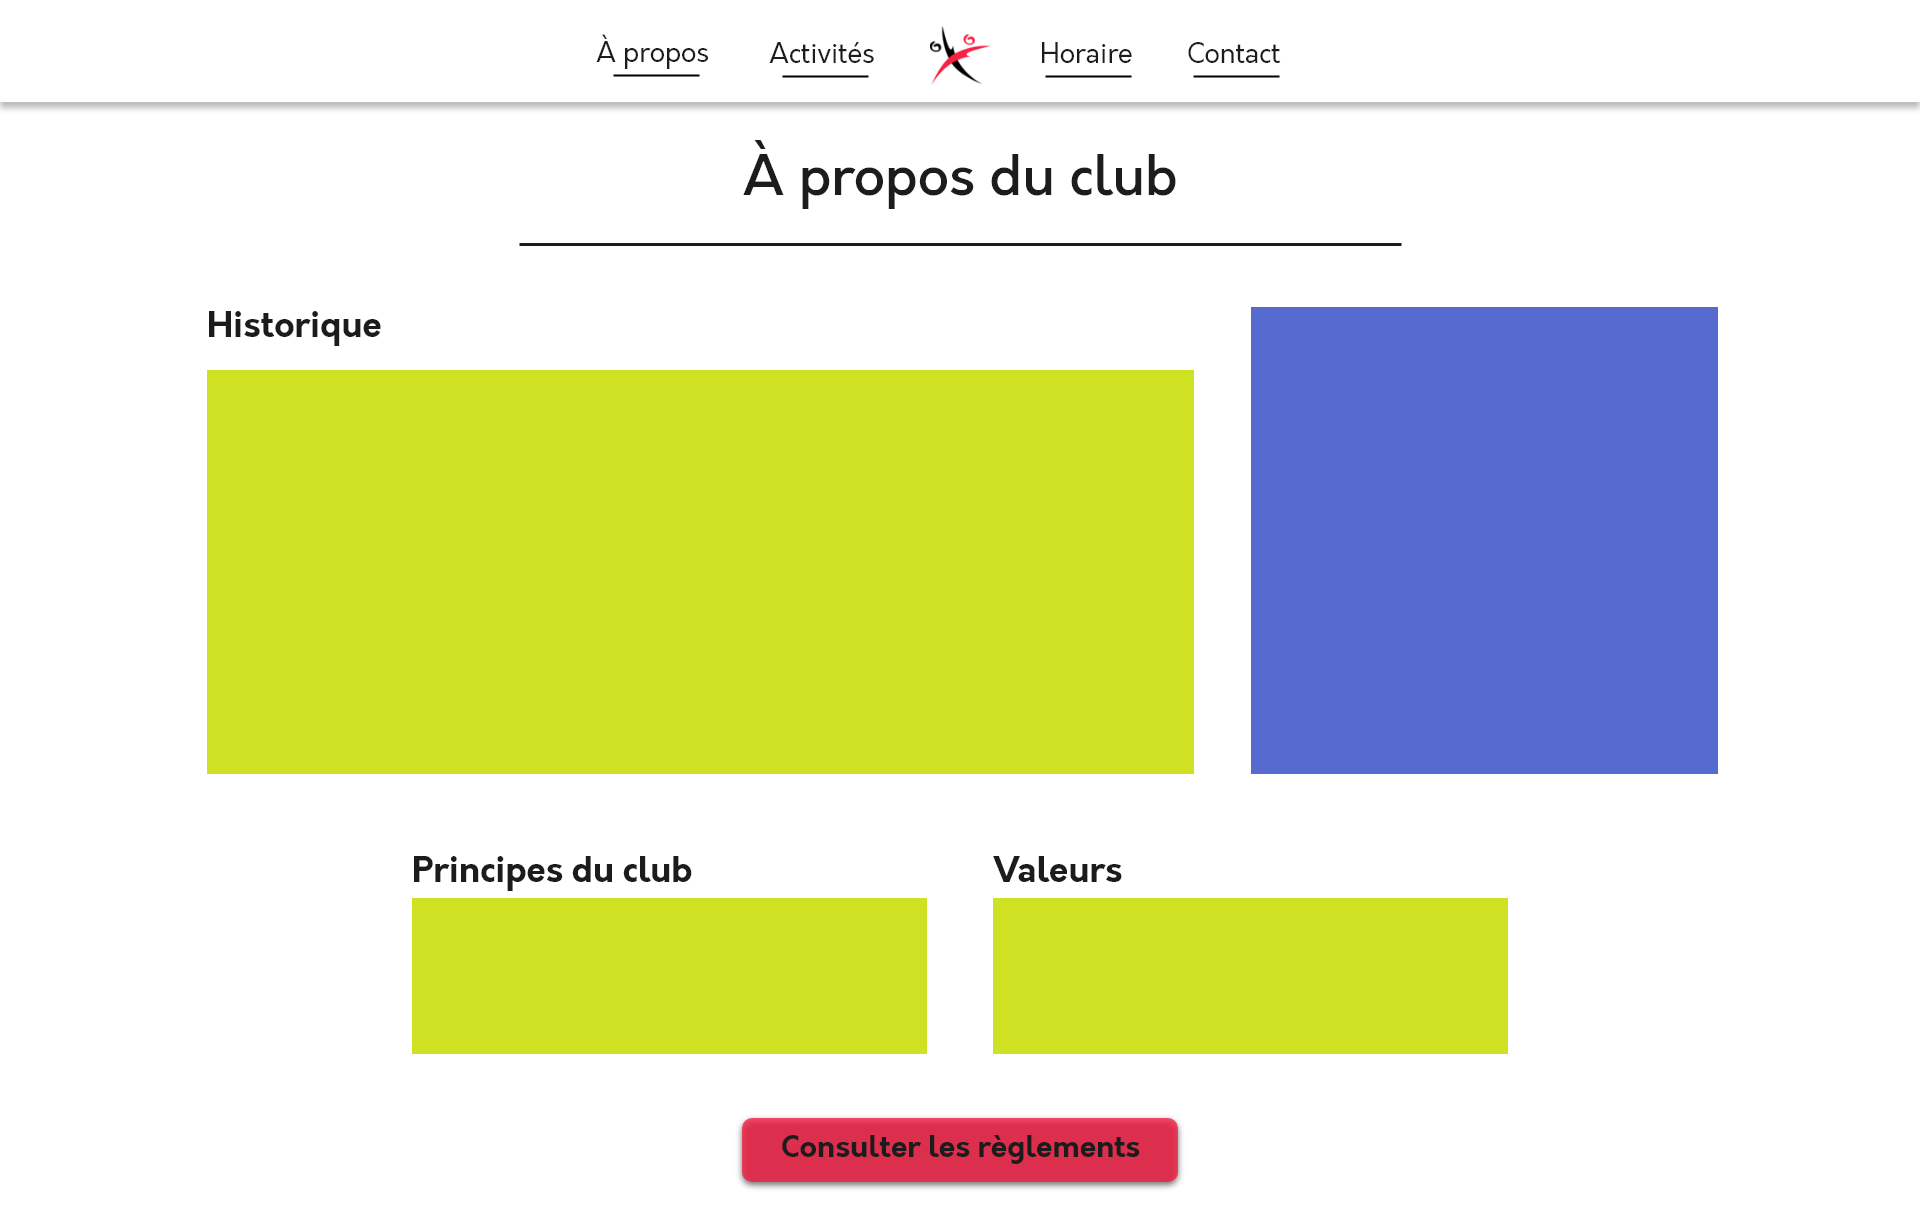 À propos
Activités
Horaire
Contact
À propos du club
Historique
Principes du club
Valeurs
Consulter les règlements